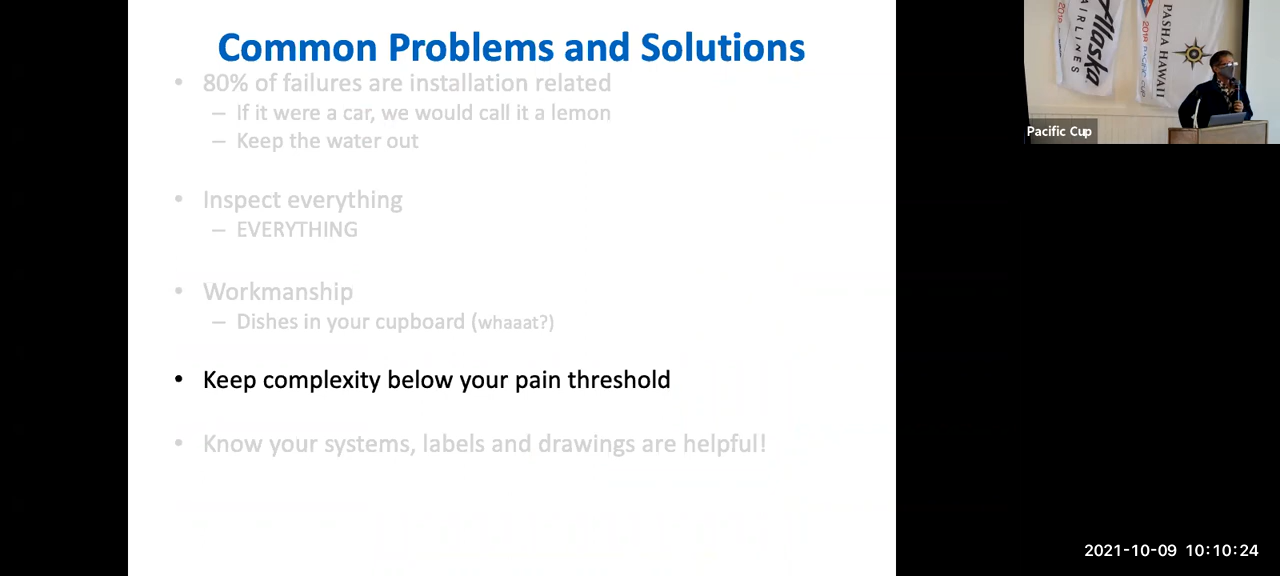 Common Problems and Solutions
• 80% of failures are installation related
– If it were a car, we would call it a lemon
– Keep the water out
• Inspect everything
– EVERYTHING
• Workmanship
– Dishes in your cupboard (whaaat?)
• Keep complexity below your pain threshold
• Know your systems, labels and drawings are helpful!
Alaska
AIRLINES
PASHA HAWAII
Pacific Cup
2021-10-09 10:10:24